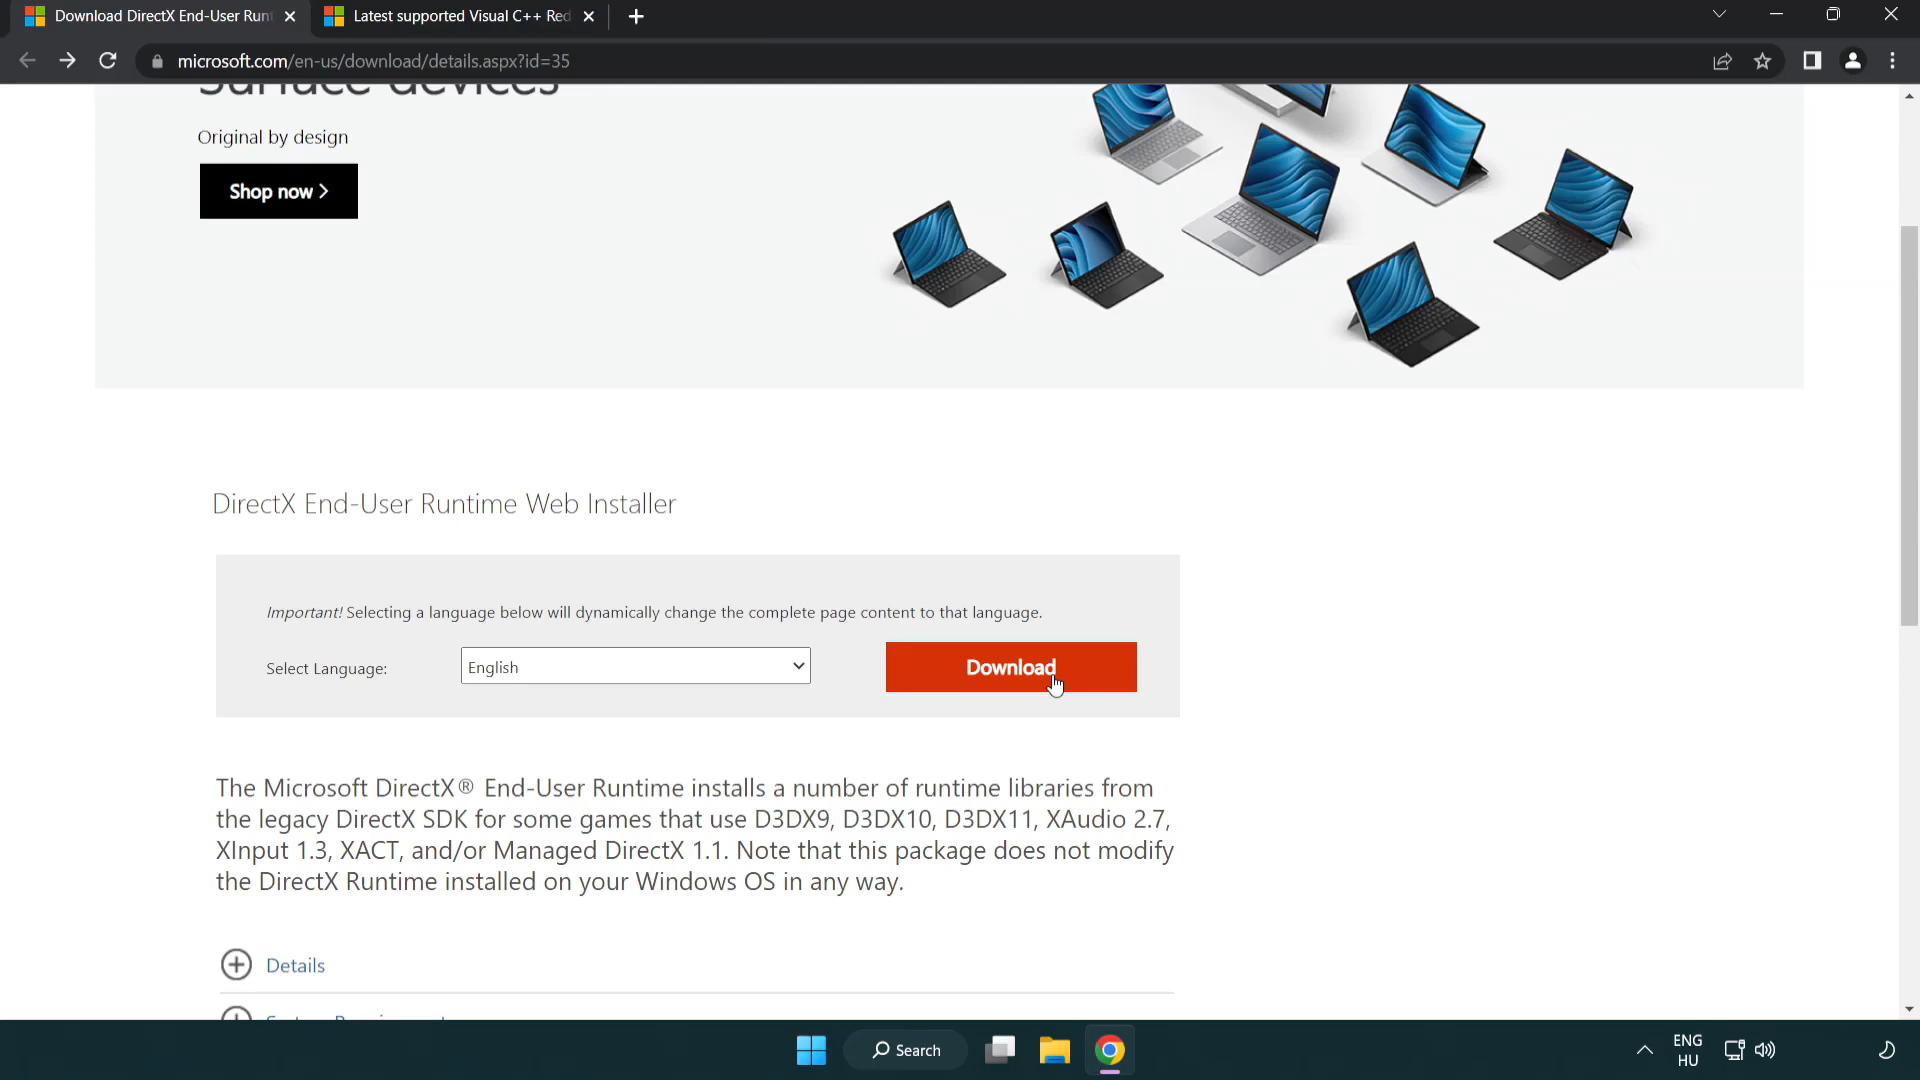 Download DirectX End-User Runt
Latest supported Visual C++ Red
microsoft.com/en-us/download/details.aspx?id=35
Surface devices
Original by design
Shop now >
DirectX End-User Runtime Web Installer
Important! Selecting a language below will dynamically change the complete page content to that language.
Select Language:
English
Download
The Microsoft DirectX® End-User Runtime installs a number of runtime libraries from
the legacy DirectX SDK for some games that use D3DX9, D3DX10, D3DX11, XAudio 2.7,
XInput 1.3, XACT, and/or Managed DirectX 1.1. Note that this package does not modify
the DirectX Runtime installed on your Windows OS in any way.
Details
Search
ENG
HU